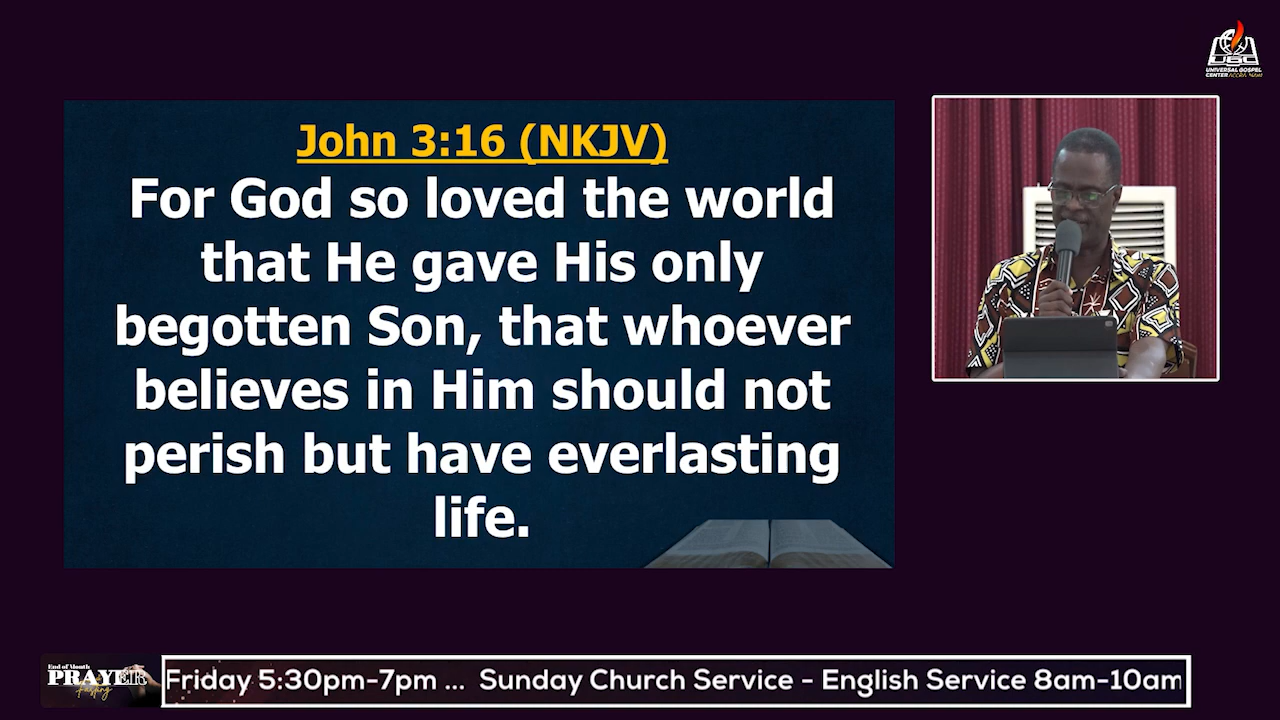 UGC
UNIVERSAL GOSPEL
CENTER
John 3:16 (NKJV)
For God so loved the world
that He gave His only
begotten Son, that whoever
believes in Him should not
perish but have everlasting
life.
End of Month
PRAYER
Fasting
Friday 5:30pm-7pm ... Sunday Church Service - English Service 8am-10am